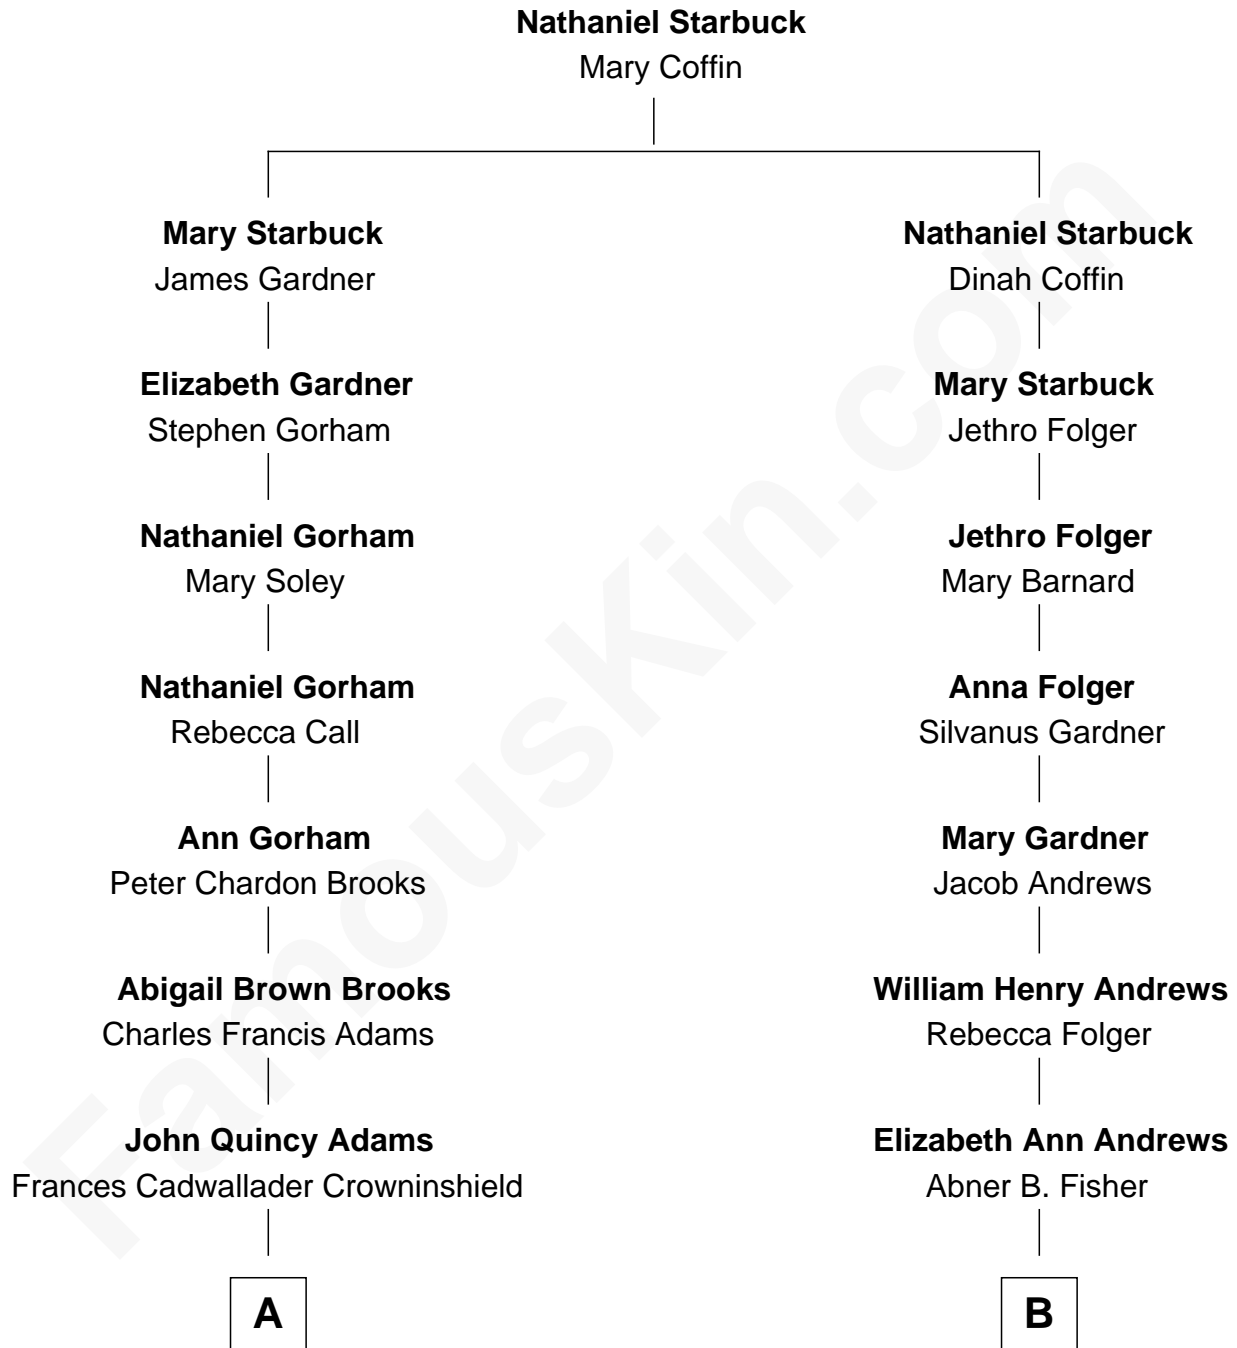 Nathaniel Starbuck
Mary Coffin
Mary Starbuck
James Gardner
Nathaniel Starbuck
Dinah Coffin
Elizabeth Gardner
Stephen Gorham
Mary Starbuck
Jethro Folger
Nathaniel Gorham
Mary Soley
Jethro Folger
Mary Barnard
Nathaniel Gorham
Rebecca Call
Anna Folger
Silvanus Gardner
Ann Gorham
Peter Chardon Brooks
Mary Gardner
Jacob Andrews
Abigail Brown Brooks
Charles Francis Adams
William Henry Andrews
Rebecca Folger
John Quincy Adams
Frances Cadwallader Crowninshield
Elizabeth Ann Andrews
Abner B. Fisher
A
B
FamousKin.com